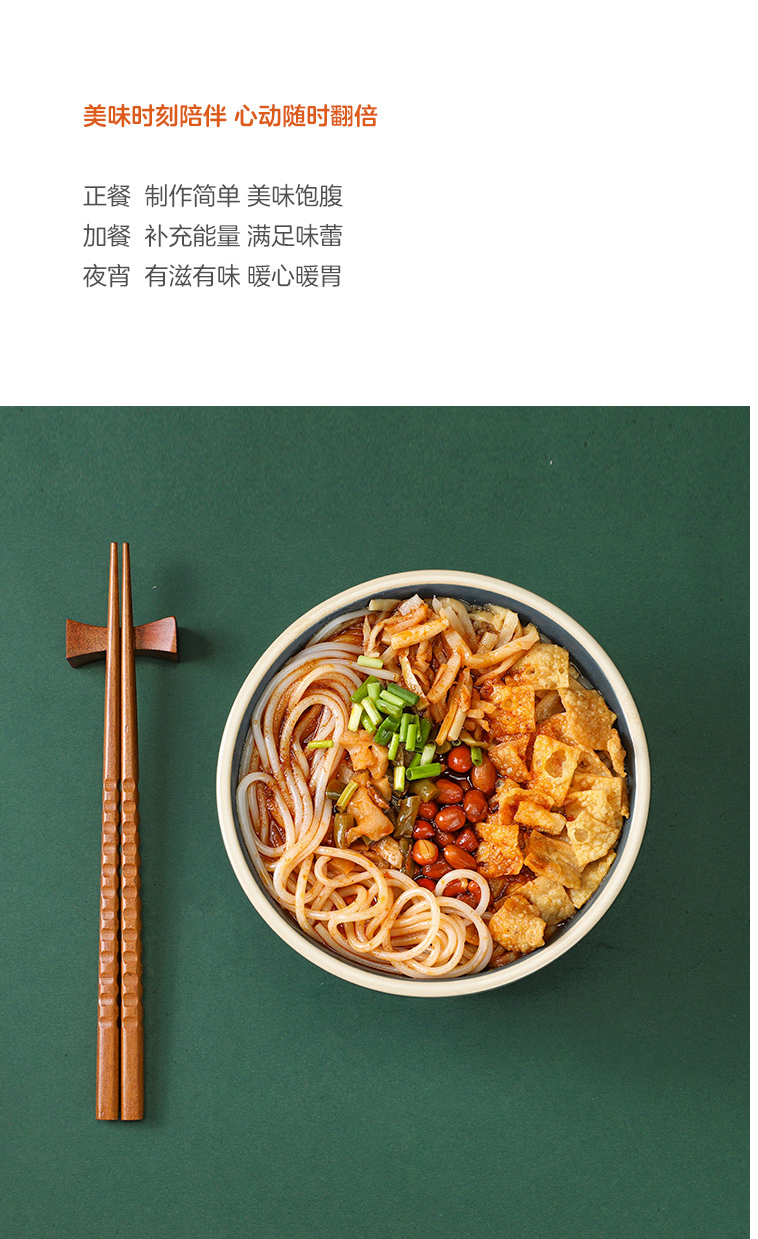 美味时刻陪伴 心动随时翻倍
正餐 制作简单 美味饱腹
加餐 补充能量 满足味蕾
夜宵 有滋有味 暖心暖胃